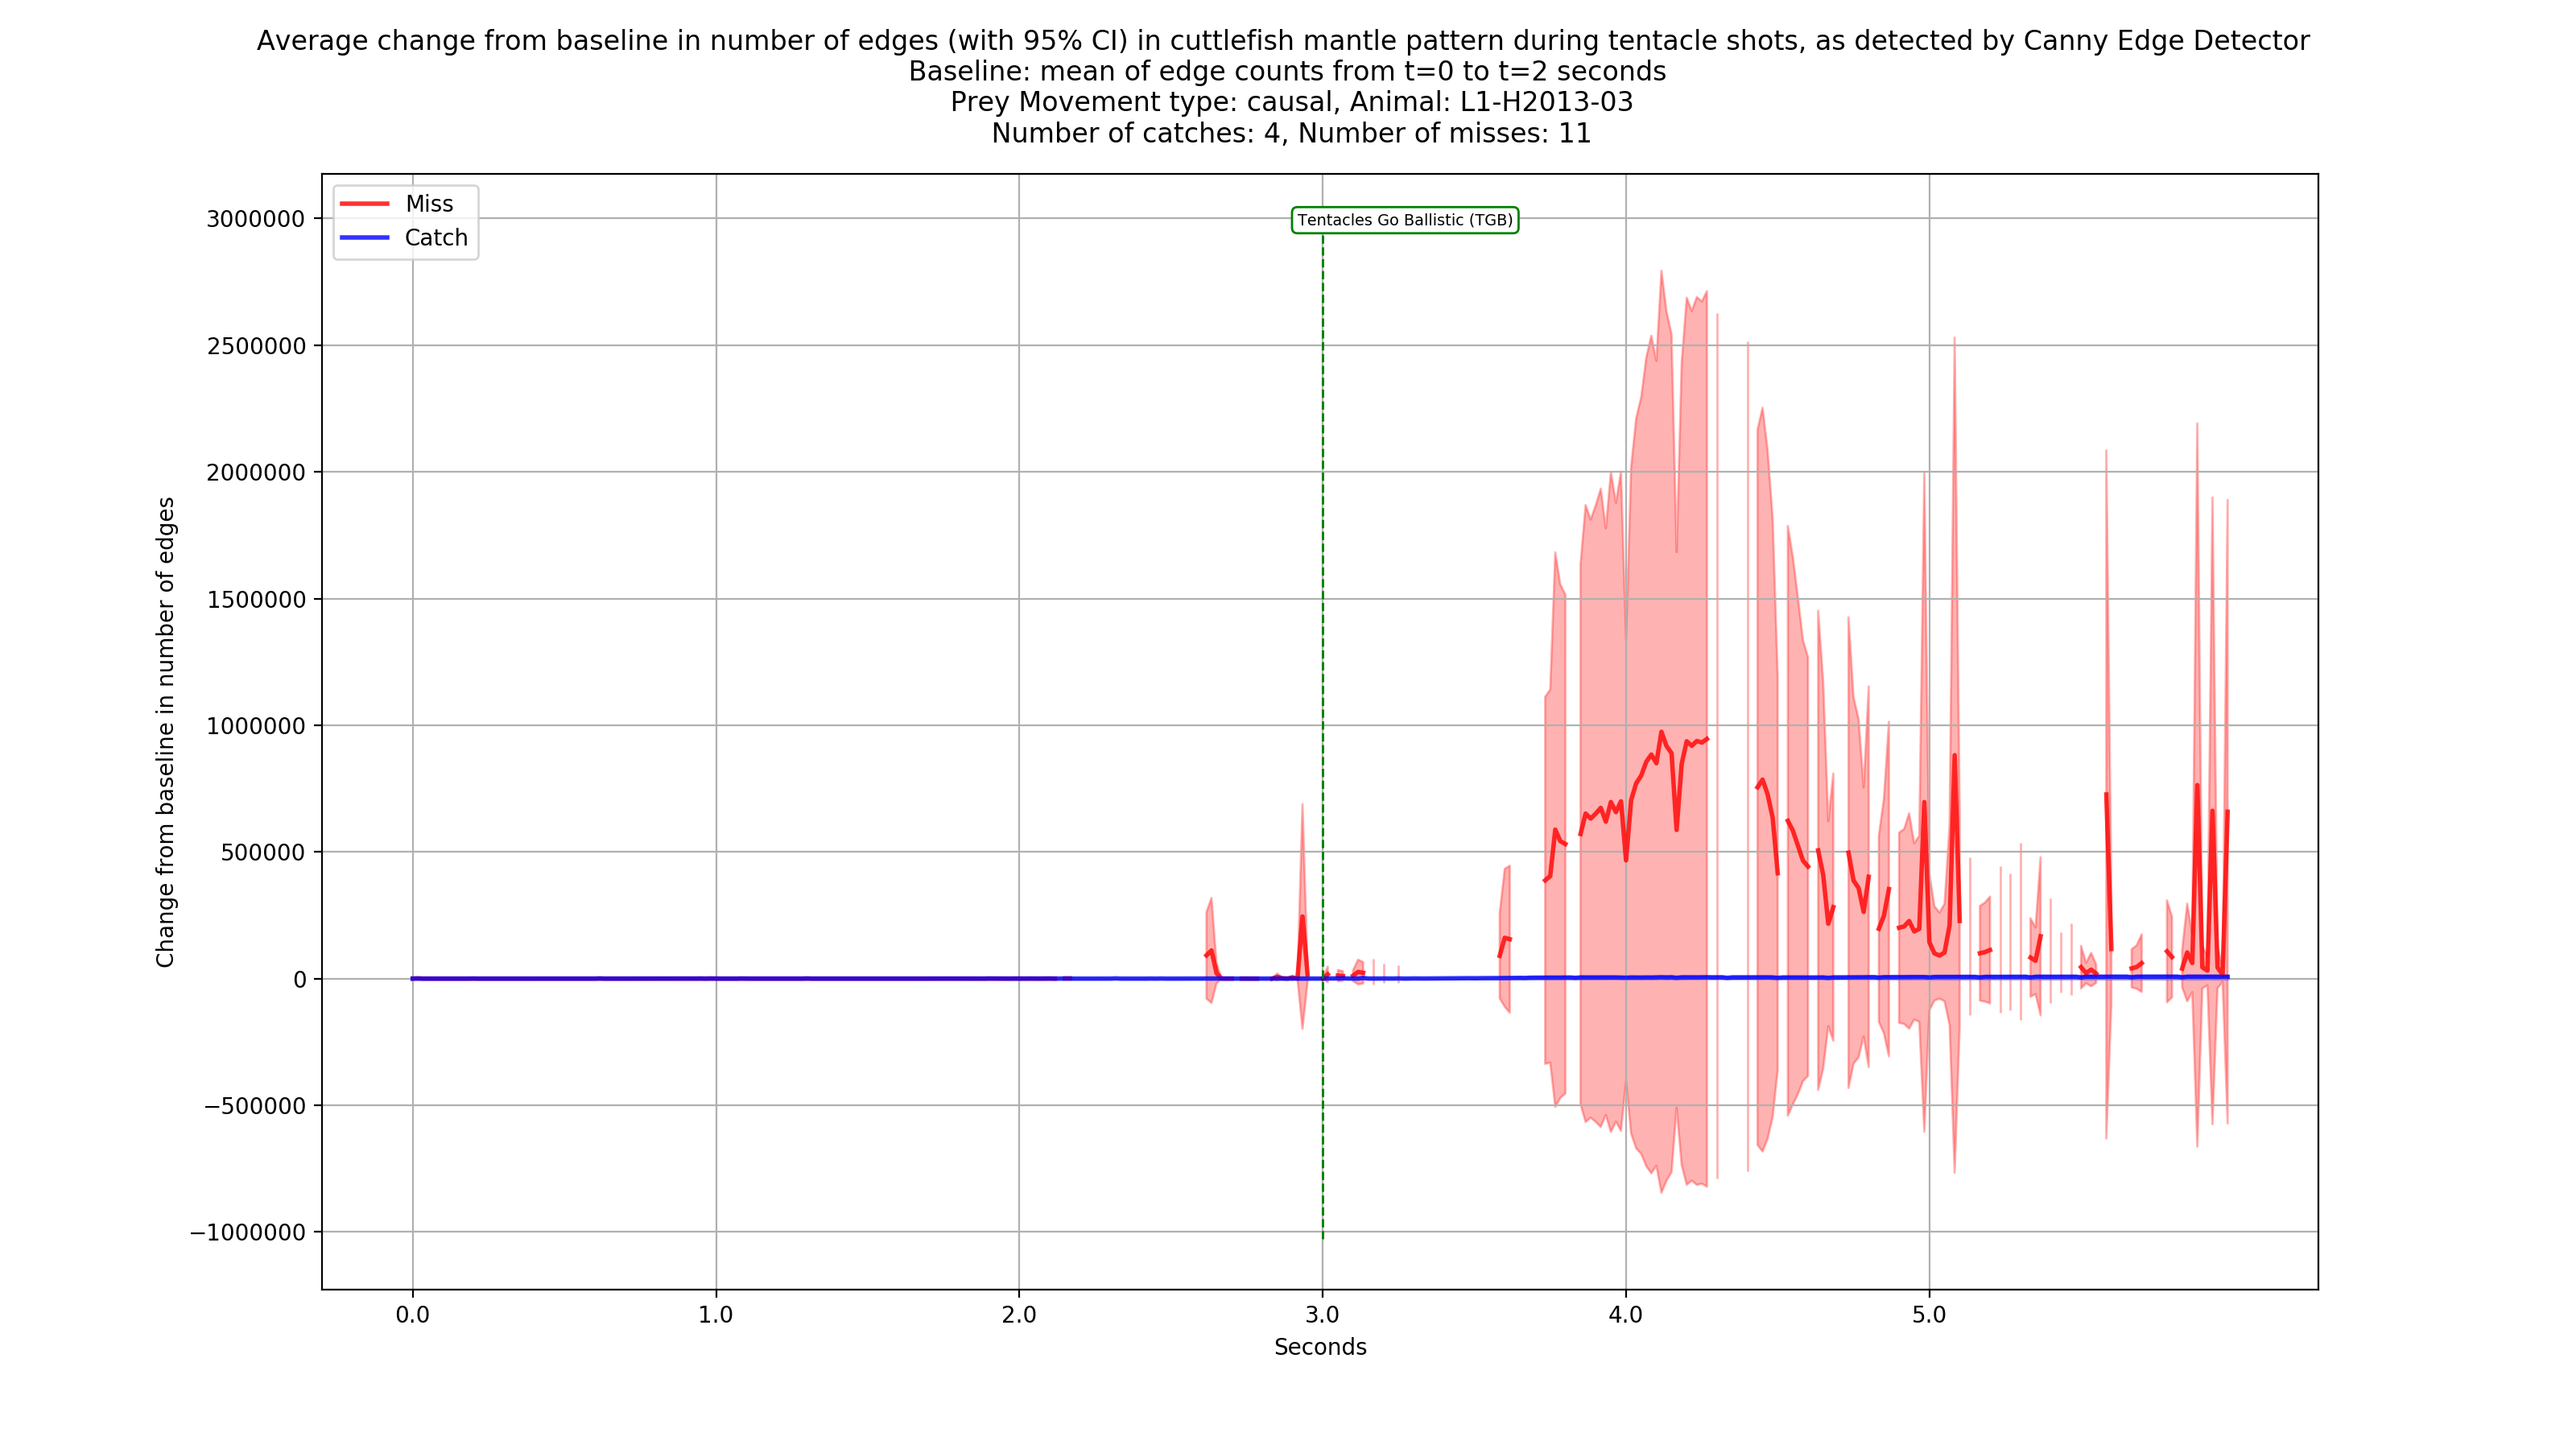 Average change from baseline in number of edges (with 95% CI) in cuttlefish mantle pattern during tentacle shots, as detected by Canny Edge Detector
Baseline: mean of edge counts from t=0 to t=2 seconds
Prey Movement type: causal, Animal: L1-H2013-03
Number of catches: 4, Number of misses: 11
Miss
Catch
Tentacles Go Ballistic (TGB)
3000000
2500000
2000000
1500000
1000000
500000
0
−500000
−1000000
Change from baseline in number of edges
0.0 1.0 2.0 3.0 4.0 5.0
Seconds